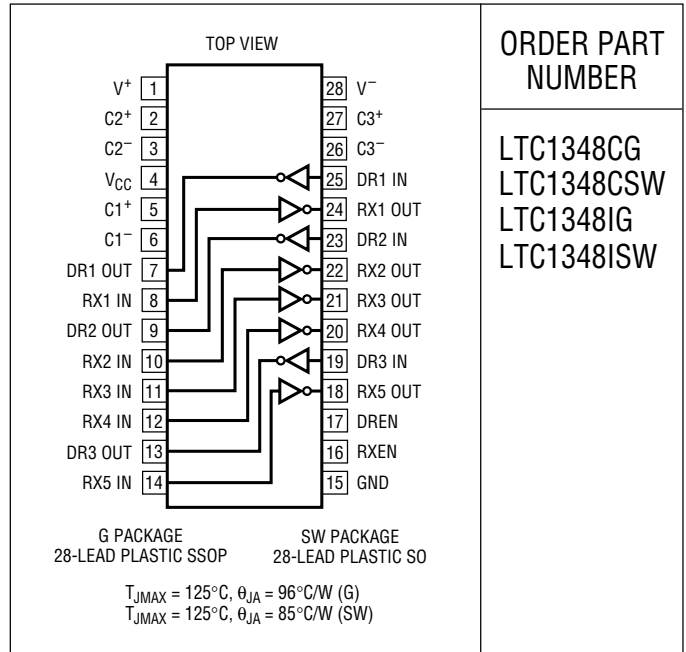 TOP VIEW
V⁺ 1
C2⁺ 2
C2⁻ 3
VCC 4
C1⁺ 5
C1⁻ 6
DR1 OUT 7
RX1 IN 8
DR2 OUT 9
RX2 IN 10
RX3 IN 11
RX4 IN 12
DR3 OUT 13
RX5 IN 14
28 V⁻
27 C3⁺
26 C3⁻
25 DR1 IN
24 RX1 OUT
23 DR2 IN
22 RX2 OUT
21 RX3 OUT
20 RX4 OUT
19 DR3 IN
18 RX5 OUT
17 DREN
16 RXEN
15 GND
G PACKAGE
28-LEAD PLASTIC SSOP
SW PACKAGE
28-LEAD PLASTIC SO
TJMAX = 125°C, θJA = 96°C/W (G)
TJMAX = 125°C, θJA = 85°C/W (SW)
ORDER PART
NUMBER
LTC1348CG
LTC1348CSW
LTC1348IG
LTC1348ISW